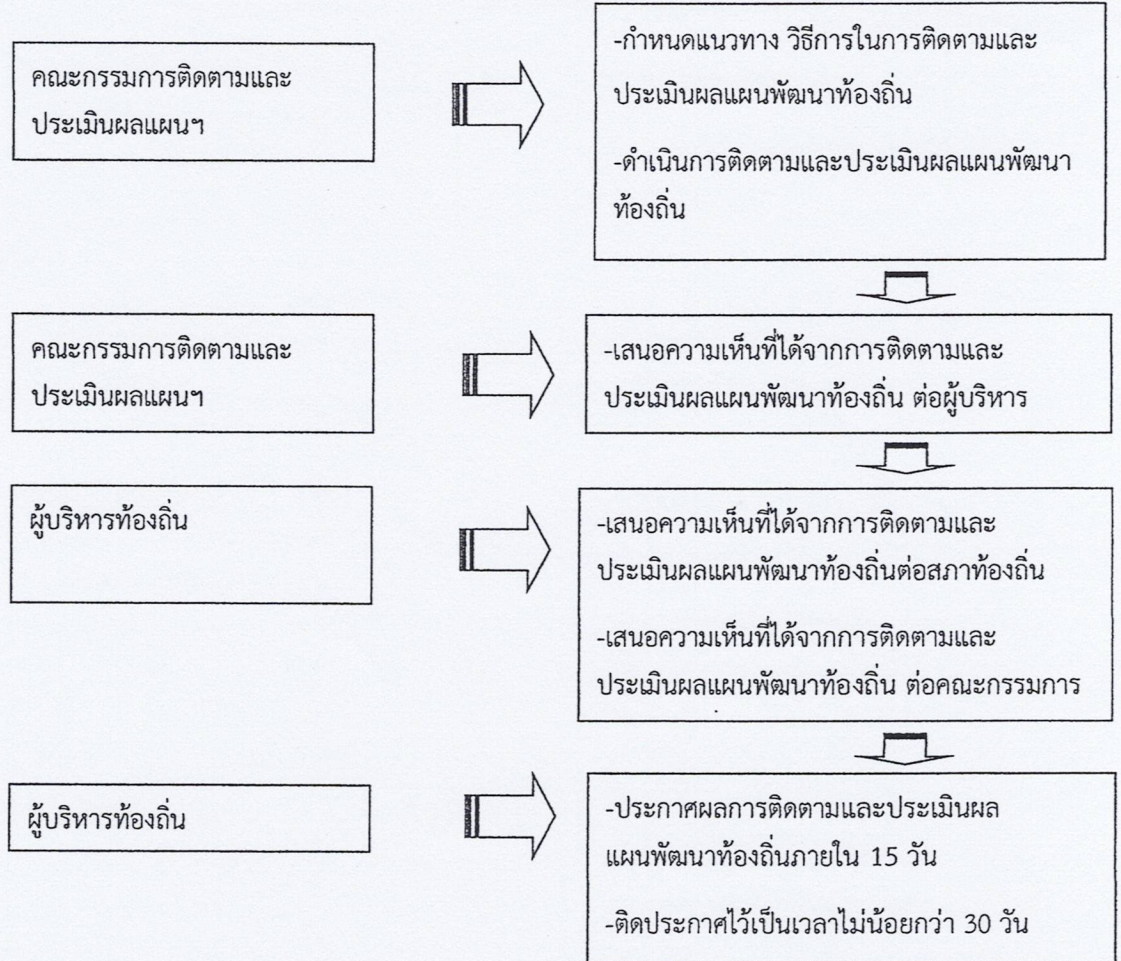 คณะกรรมการติดตามและ
ประเมินผลแผนฯ
-กำหนดแนวทาง วิธีการในการติดตามและ
ประเมินผลแผนพัฒนาท้องถิ่น
-ดำเนินการติดตามและประเมินผลแผนพัฒนา
ท้องถิ่น
คณะกรรมการติดตามและ
ประเมินผลแผนฯ
-เสนอความเห็นที่ได้จากการติดตามและ
ประเมินผลแผนพัฒนาท้องถิ่น ต่อผู้บริหาร
ผู้บริหารท้องถิ่น
-เสนอความเห็นที่ได้จากการติดตามและ
ประเมินผลแผนพัฒนาท้องถิ่นต่อสภาท้องถิ่น
-เสนอความเห็นที่ได้จากการติดตามและ
ประเมินผลแผนพัฒนาท้องถิ่น ต่อคณะกรรมการ
ผู้บริหารท้องถิ่น
-ประกาศผลการติดตามและประเมินผล
แผนพัฒนาท้องถิ่นภายใน 15 วัน
-ติดประกาศไว้เป็นเวลาไม่น้อยกว่า 30 วัน